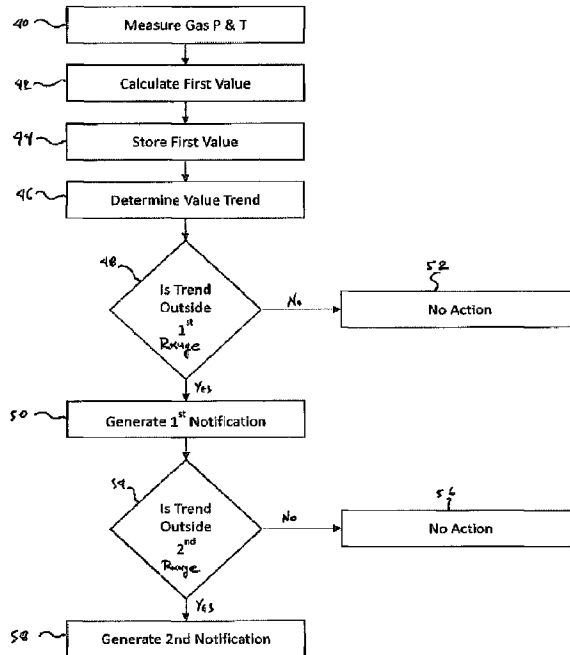 40
Measure Gas P & T
42
Calculate First Value
44
Store First Value
46
Determine Value Trend
48
Is Trend
Outside
1st
Range
No
52
No Action
Yes
50
Generate 1st Notification
54
Is Trend
Outside
2nd
Range
No
56
No Action
Yes
58
Generate 2nd Notification